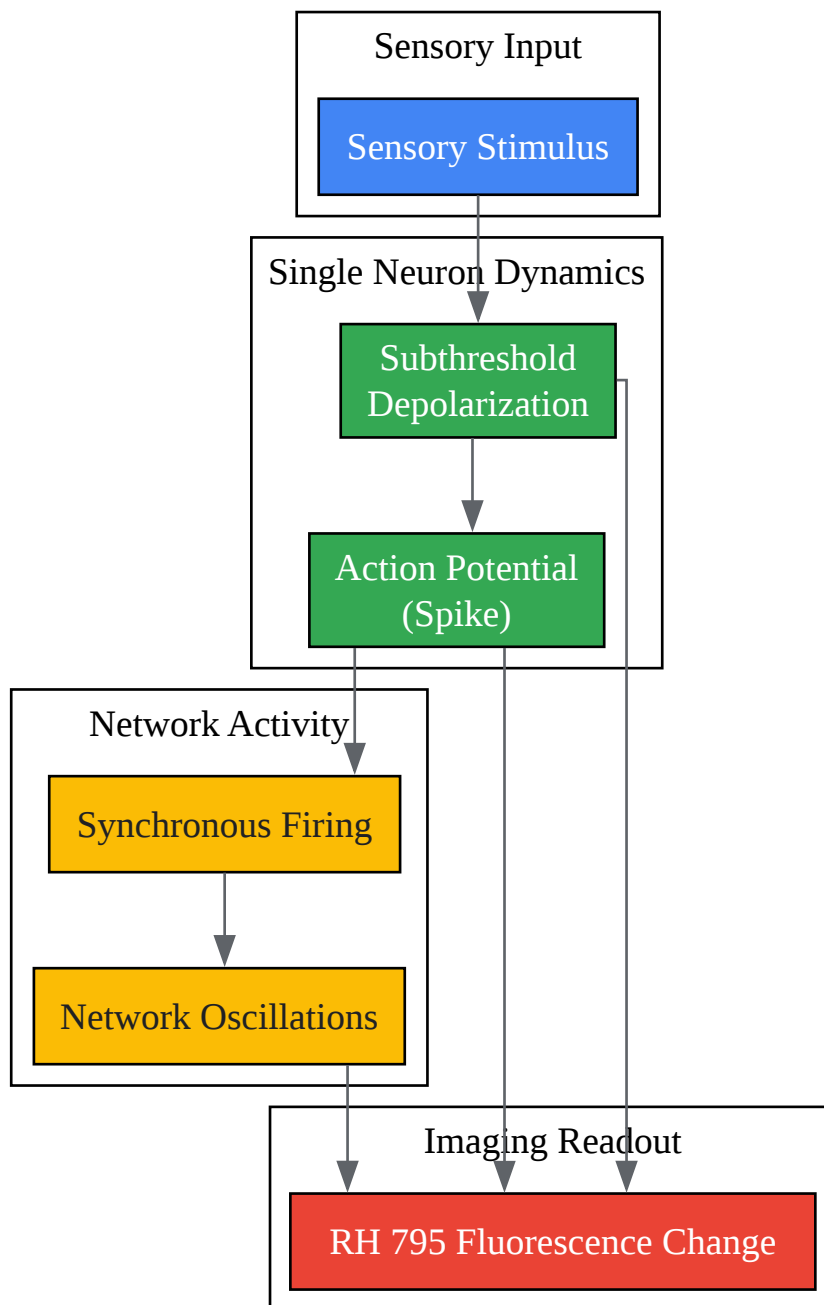 Sensory Input
Sensory Stimulus
Single Neuron Dynamics
Subthreshold
Depolarization
Action Potential
(Spike)
Network Activity
Synchronous Firing
Network Oscillations
Imaging Readout
RH 795 Fluorescence Change